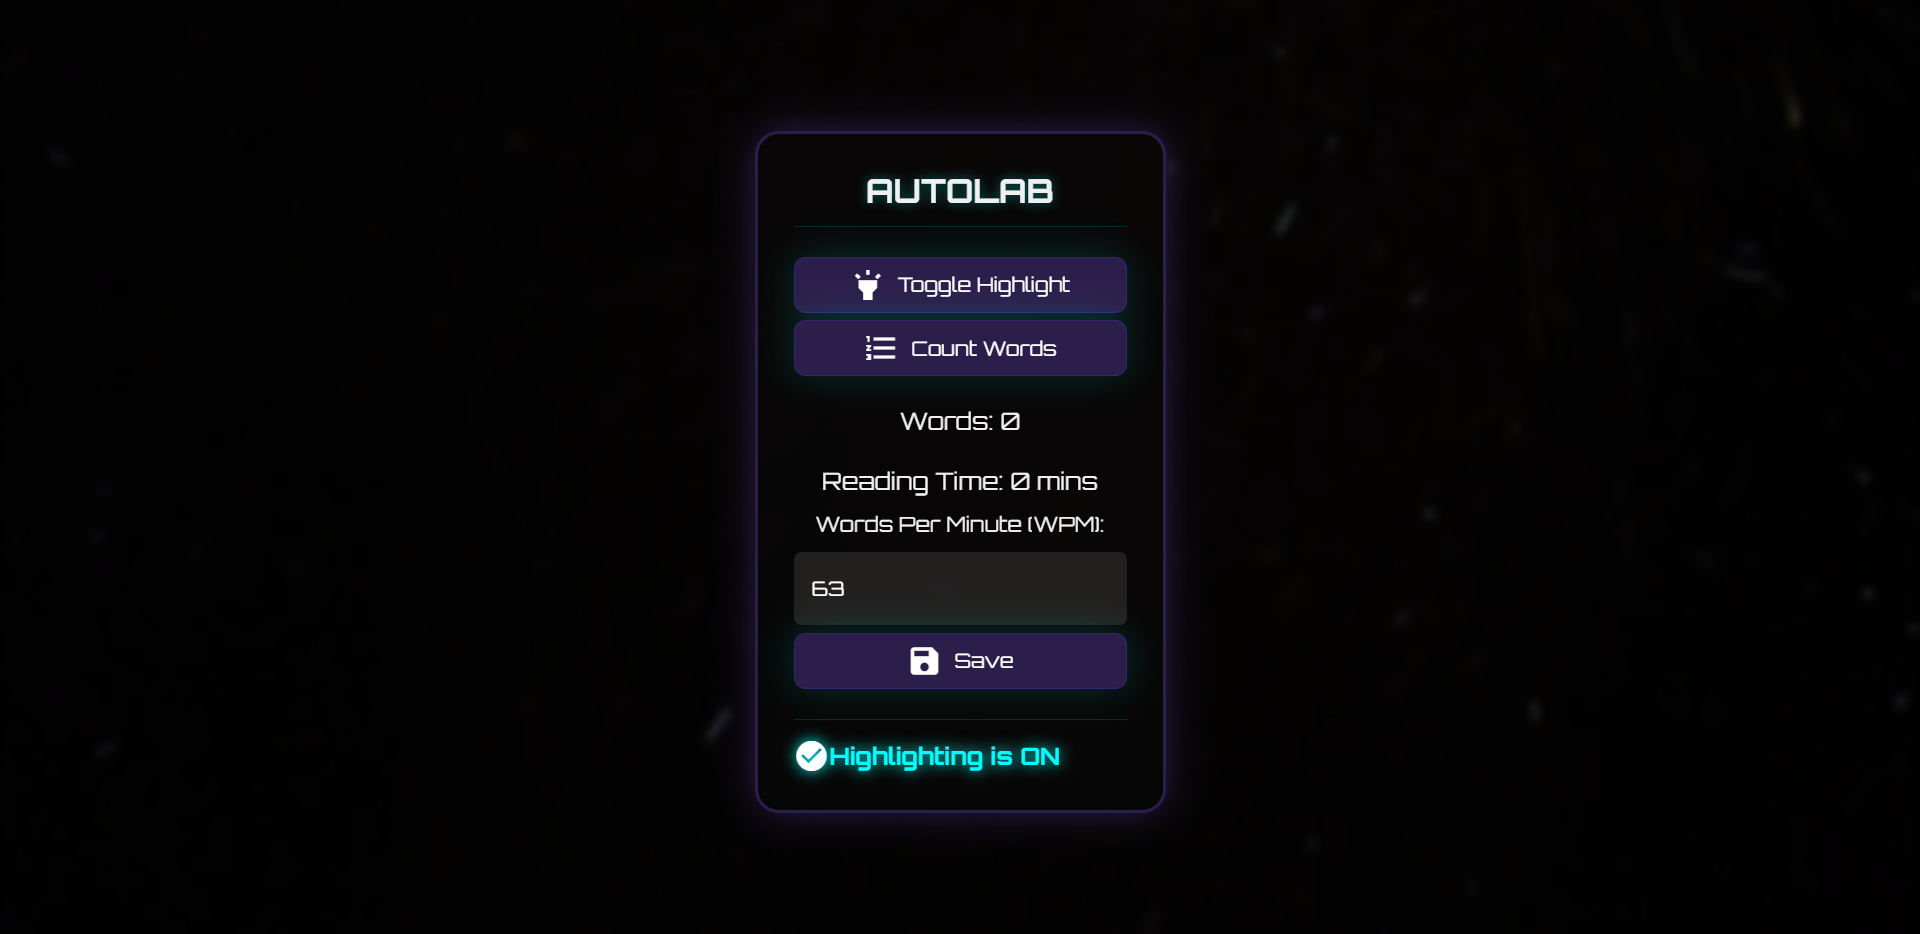 AUTOLAB
Toggle Highlight
Count Words
Words: 0
Reading Time: 0 mins
Words Per Minute (WPM):
63
Save
Highlighting is ON